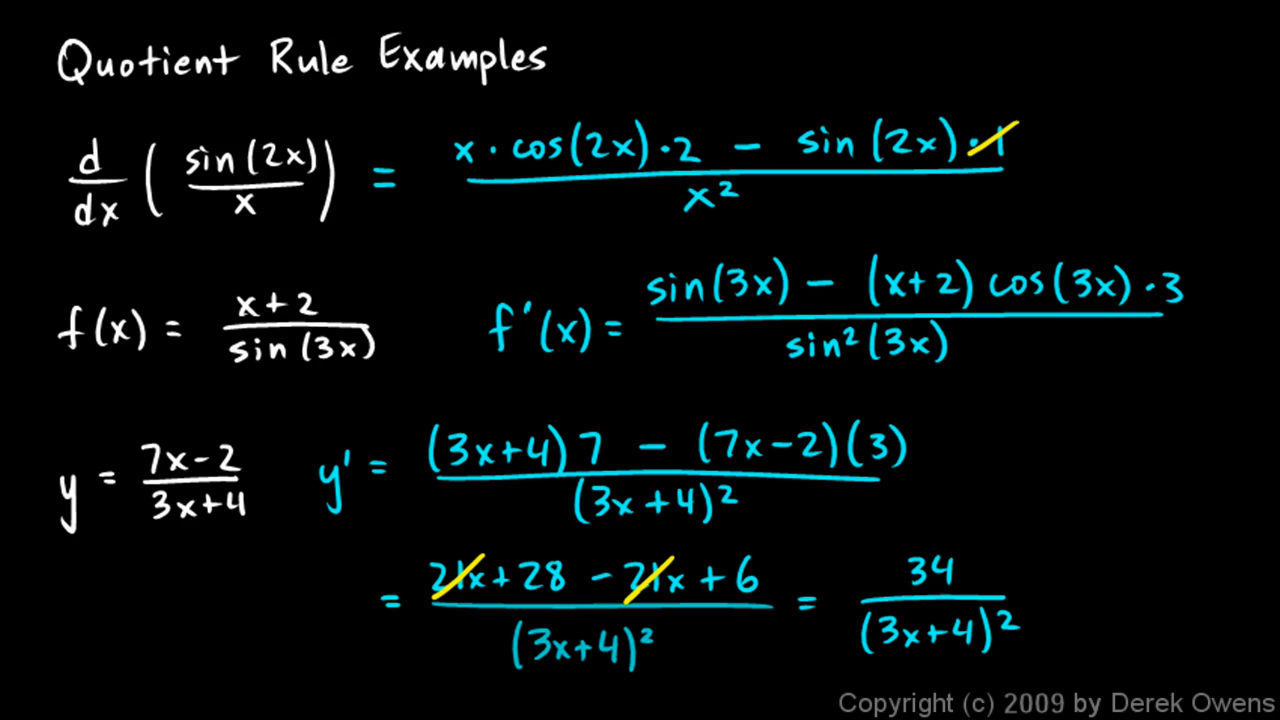 Quotient Rule Examples
d/dx ( sin(2x)/x ) = (x · cos(2x) · 2 − sin(2x) · 1)/x²
f(x) = (x+2)/sin(3x)   f'(x) = (sin(3x) − (x+2) cos(3x) · 3)/sin²(3x)
y = (7x−2)/(3x+4)   y' = ((3x+4)7 − (7x−2)(3))/(3x+4)²
= (21x+28 − 21x + 6)/(3x+4)² = 34/(3x+4)²
Copyright (c) 2009 by Derek Owens